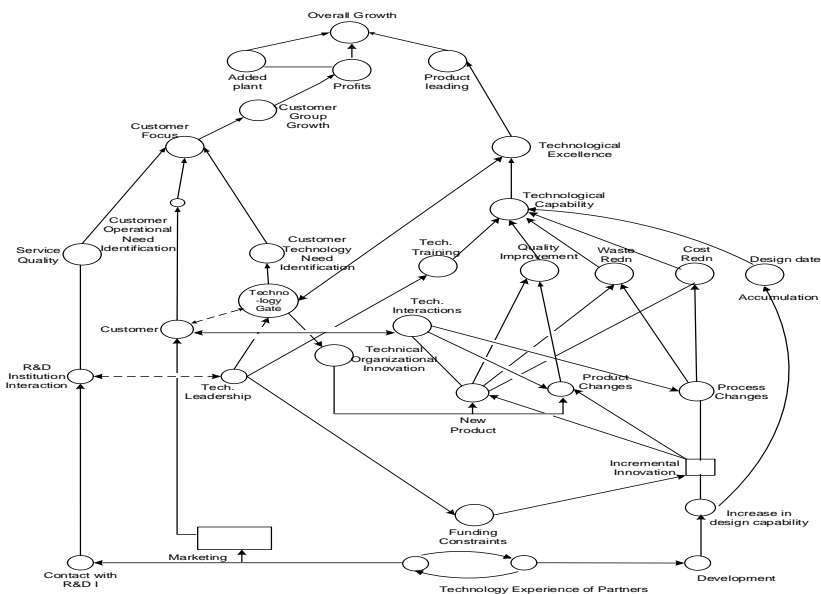 Overall Growth
Added
plant
Profits
Product
leading
Customer
Group
Growth
Customer
Focus
Technological
Excellence
Technological
Capability
Customer
Operational
Need
Identification
Service
Quality
Customer
Technology
Need
Identification
Tech.
Training
Quality
Improvement
Waste
Redn
Cost
Redn
Design date
Accumulation
Techno
-logy
Gate
Tech.
Interactions
Customer
Technical
Organizational
Innovation
R&D
Institution
Interaction
Tech.
Leadership
Product
Changes
Process
Changes
New
Product
Incremental
Innovation
Funding
Constraints
Increase in
design capability
Marketing
Contact with
R&D I
Technology Experience of Partners
Development